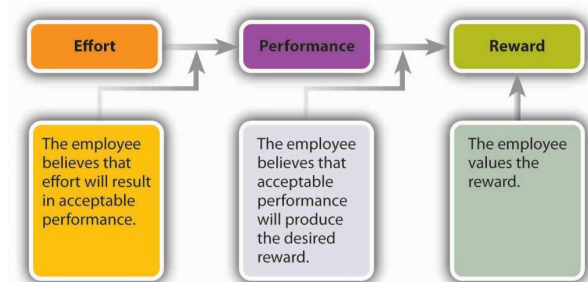 Effort
Performance
Reward
The employee
believes that
effort will result
in acceptable
performance.
The employee
believes that
acceptable
performance
will produce
the desired
reward.
The employee
values the
reward.